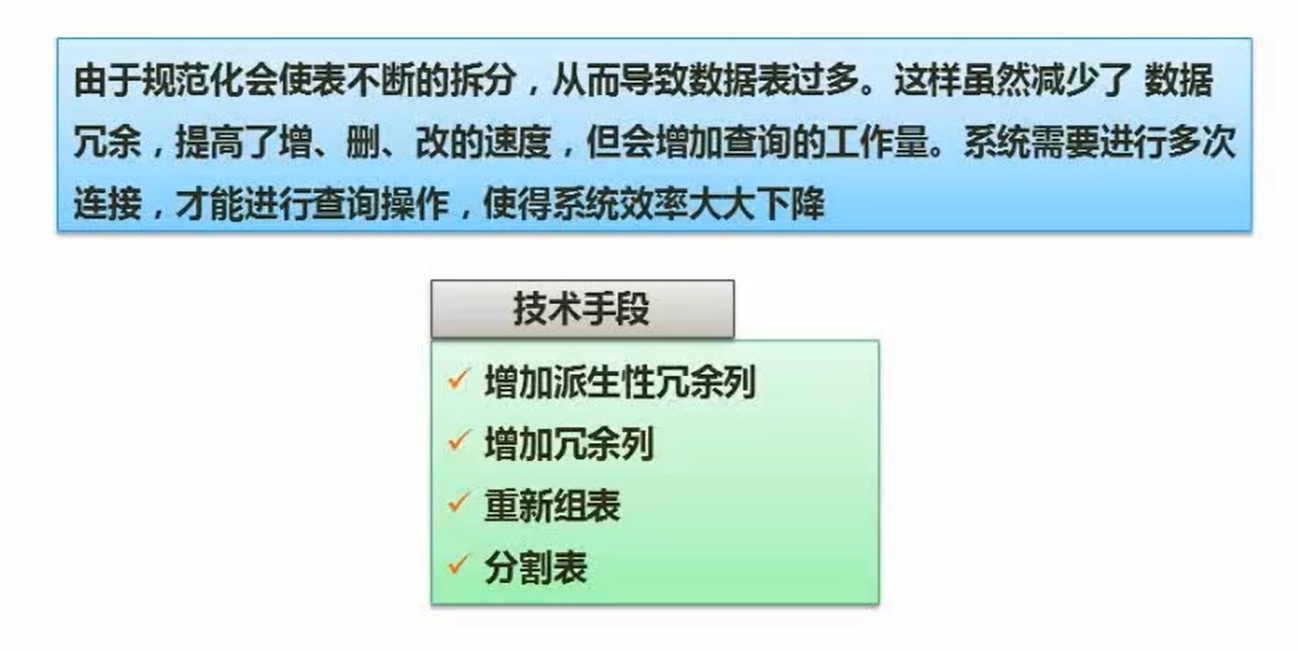 由于规范化会使表不断的拆分，从而导致数据表过多。这样虽然减少了 数据
冗余，提高了增、删、改的速度，但会增加查询的工作量。系统需要进行多次
连接，才能进行查询操作，使得系统效率大大下降
技术手段
✓ 增加派生性冗余列
✓ 增加冗余列
✓ 重新组表
✓ 分割表